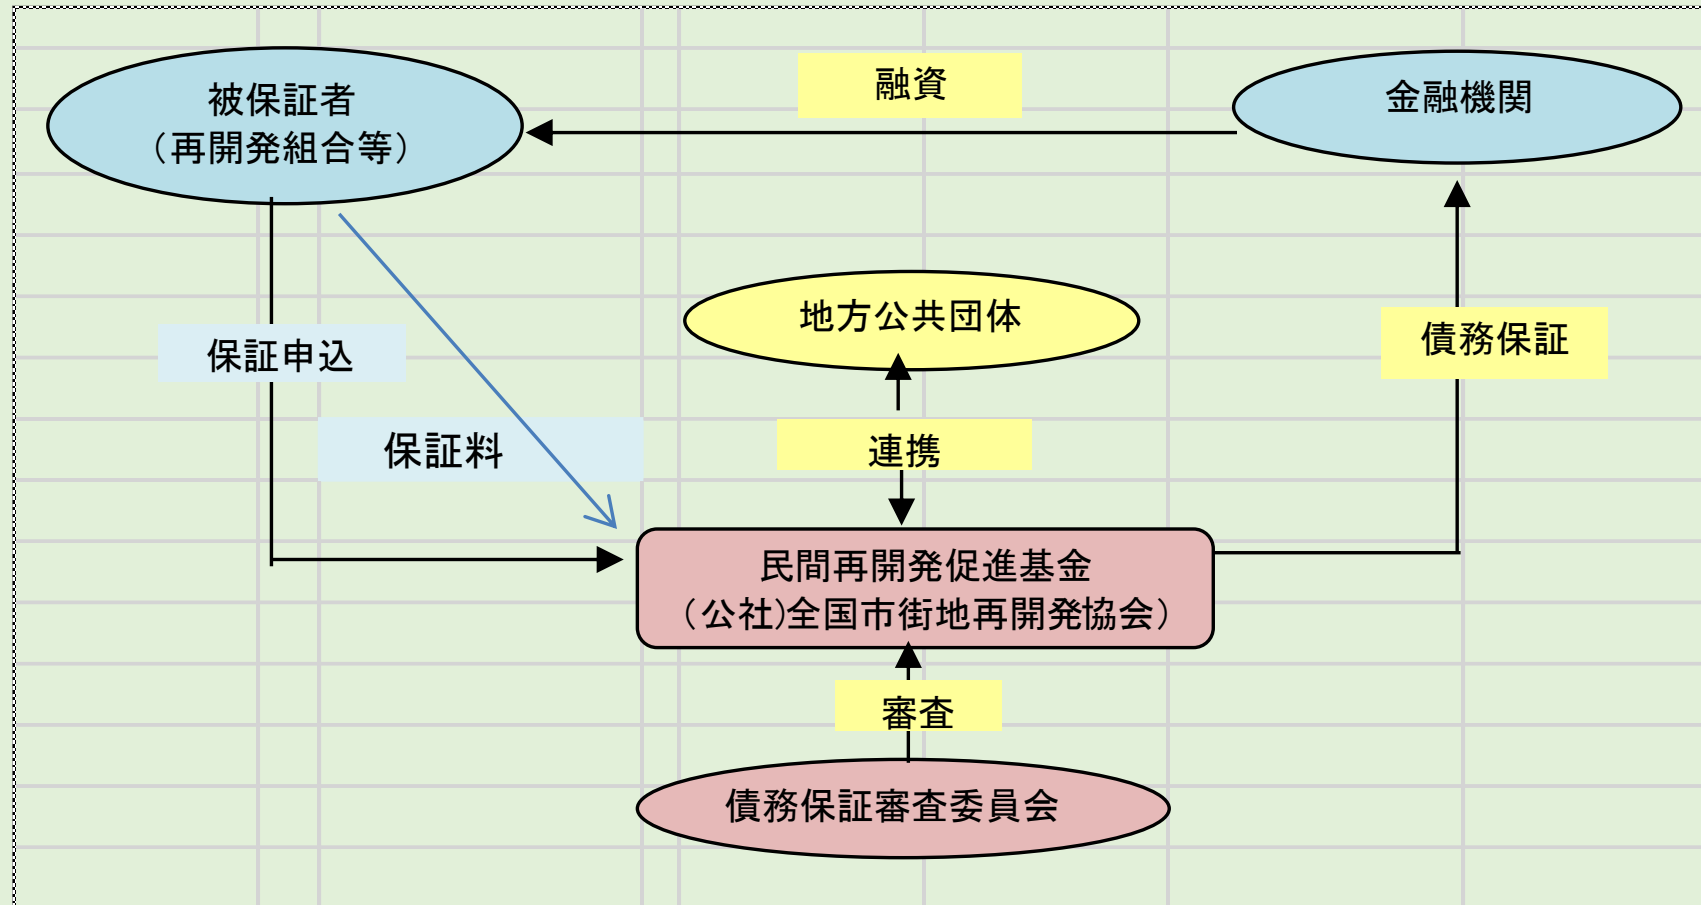 融資
金融機関
被保証者
（再開発組合等）
地方公共団体
債務保証
保証申込
保証料
連携
民間再開発促進基金
（公社)全国市街地再開発協会）
審査
債務保証審査委員会